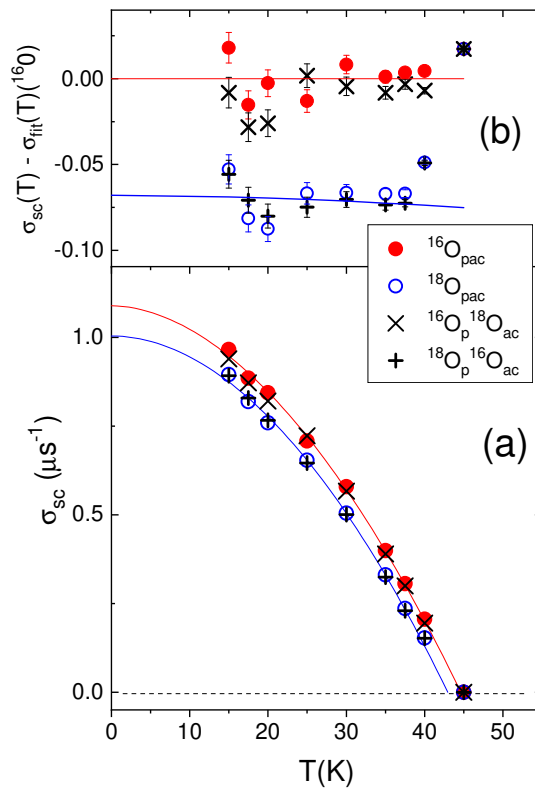 σsc(T) - σfit(T)(¹⁶0)
0.00
-0.05
-0.10
(b)
¹⁶Opac
¹⁸Opac
¹⁶Op¹⁸Oac
¹⁸Op¹⁶Oac
σsc (μs⁻¹)
1.0
0.5
0.0
(a)
0 10 20 30 40 50
T(K)